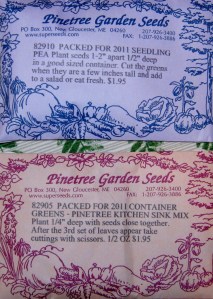 Pinetree Garden Seeds
PO Box 300, New Gloucester, ME 04260 207-926-3400
www.superseeds.com FAX: 1-207-926-3886
82910 PACKED FOR 2011 SEEDLING
PEA Plant seeds 1-2" apart 1/2" deep
in a good sized container. Cut the greens
when they are a few inches tall and add
to a salad or eat fresh. $1.95
Pinetree Garden Seeds
PO Box 300, New Gloucester, ME 04260 207-926-3400
www.superseeds.com FAX: 1-207-926-3886
82905 PACKED FOR 2011 CONTAINER
GREENS - PINETREE KITCHEN SINK MIX
Plant 1/4" deep with seeds close together.
After the 3rd set of leaves appear take
cuttings with scissors. 1/2 OZ $1.95